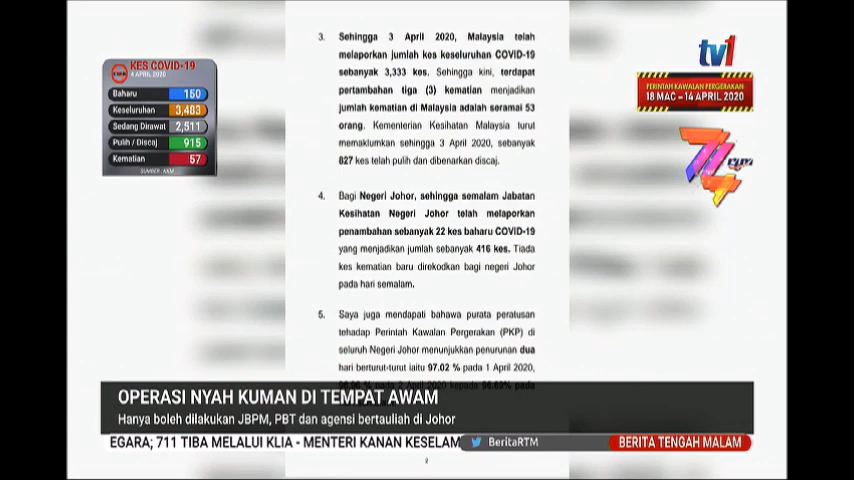 3. Sehingga 3 April 2020, Malaysia telah
melaporkan jumlah kes keseluruhan COVID-19
sebanyak 3,333 kes. Sehingga kini, terdapat
pertambahan tiga (3) kematian menjadikan
jumlah kematian di Malaysia adalah seramai 53
orang. Kementerian Kesihatan Malaysia turut
memaklumkan sehingga 3 April 2020, sebanyak
827 kes telah pulih dan dibenarkan discaj.
4. Bagi Negeri Johor, sehingga semalam Jabatan
Kesihatan Negeri Johor telah melaporkan
penambahan sebanyak 22 kes baharu COVID-19
yang menjadikan jumlah sebanyak 416 kes. Tiada
kes kematian baru direkodkan bagi negeri Johor
pada hari semalam.
5. Saya juga mendapati bahawa purata peratusan
tehadap Perintah Kawalan Pergerakan (PKP) di
seluruh Negeri Johor menunjukkan penurunan dua
hari berturut-turut iaitu 97.02 % pada 1 April 2020,
pada 2 April 2020 kepada
KES COVID-19
4 APRIL 2020
Baharu 150
Keseluruhan 3,483
Sedang Dirawat 2,511
Pulih / Discaj 915
Kematian 57
SUMBER : KKM
tv1
PERINTAH KAWALAN PERGERAKAN
18 MAC – 14 APRIL 2020
74
OPERASI NYAH KUMAN DI TEMPAT AWAM
Hanya boleh dilakukan JBPM, PBT dan agensi bertauliah di Johor
EGARA; 711 TIBA MELALUI KLIA - MENTERI KANAN KESELAM
BeritaRTM
BERITA TENGAH MALAM
2